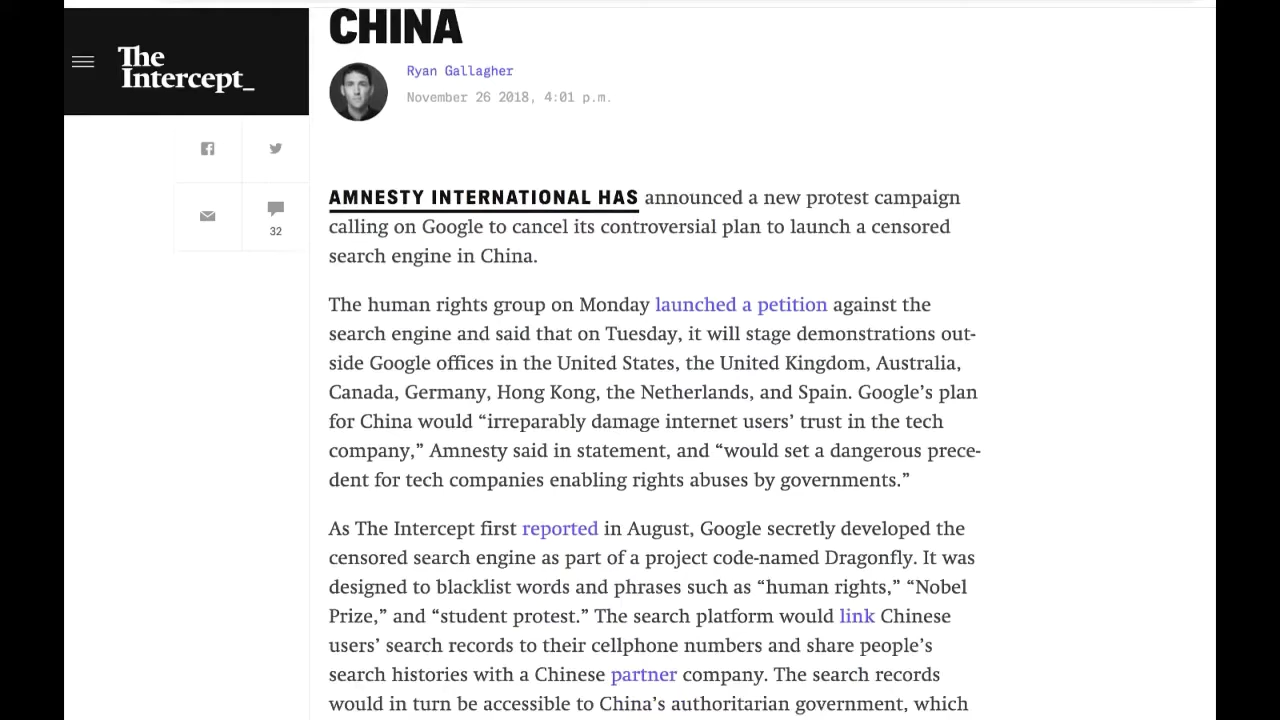 CHINA
The
Intercept_
Ryan Gallagher
November 26 2018, 4:01 p.m.
32
AMNESTY INTERNATIONAL HAS announced a new protest campaign
calling on Google to cancel its controversial plan to launch a censored
search engine in China.
The human rights group on Monday launched a petition against the
search engine and said that on Tuesday, it will stage demonstrations out-
side Google offices in the United States, the United Kingdom, Australia,
Canada, Germany, Hong Kong, the Netherlands, and Spain. Google’s plan
for China would “irreparably damage internet users’ trust in the tech
company,” Amnesty said in statement, and “would set a dangerous prece-
dent for tech companies enabling rights abuses by governments.”
As The Intercept first reported in August, Google secretly developed the
censored search engine as part of a project code-named Dragonfly. It was
designed to blacklist words and phrases such as “human rights,” “Nobel
Prize,” and “student protest.” The search platform would link Chinese
users’ search records to their cellphone numbers and share people’s
search histories with a Chinese partner company. The search records
would in turn be accessible to China’s authoritarian government, which